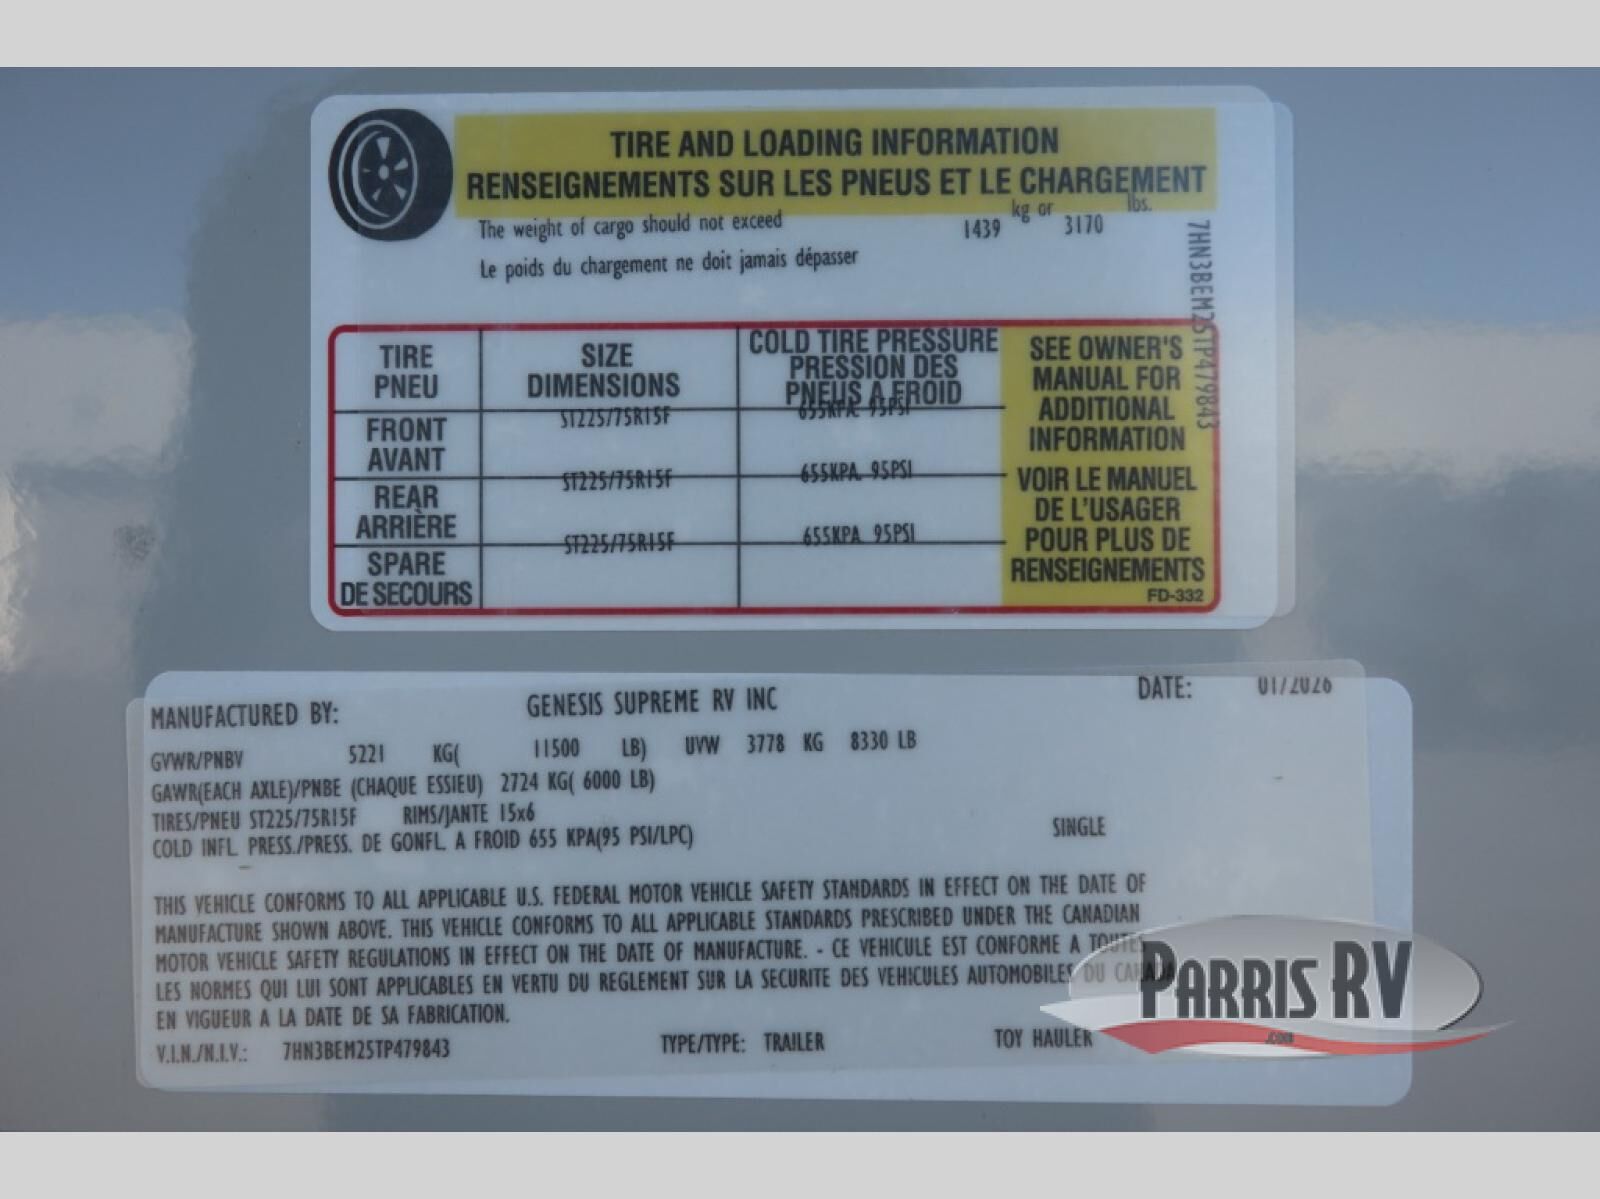 TIRE AND LOADING INFORMATION
RENSEIGNEMENTS SUR LES PNEUS ET LE CHARGEMENT
The weight of cargo should not exceed 1439 kg or 3170 lbs.
Le poids du chargement ne doit jamais dépasser
7HN3BEM25TP479843
TIRE PNEU
SIZE DIMENSIONS
COLD TIRE PRESSURE
PRESSION DES
PNEUS A FROID
FRONT AVANT ST225/75R15F 655KPA. 95PSI
REAR ARRIÈRE ST225/75R15F 655KPA. 95PSI
SPARE DE SECOURS ST225/75R15F 655KPA. 95PSI
SEE OWNER'S
MANUAL FOR
ADDITIONAL
INFORMATION
VOIR LE MANUEL
DE L'USAGER
POUR PLUS DE
RENSEIGNEMENTS
FD-332
MANUFACTURED BY: GENESIS SUPREME RV INC DATE: 01/2026
GVWR/PNBV 5221 KG( 11500 LB) UVW 3778 KG 8330 LB
GAWR(EACH AXLE)/PNBE (CHAQUE ESSIEU) 2724 KG( 6000 LB)
TIRES/PNEU ST225/75R15F RIMS/JANTE 15x6
COLD INFL. PRESS./PRESS. DE GONFL. A FROID 655 KPA(95 PSI/LPC) SINGLE
THIS VEHICLE CONFORMS TO ALL APPLICABLE U.S. FEDERAL MOTOR VEHICLE SAFETY STANDARDS IN EFFECT ON THE DATE OF
MANUFACTURE SHOWN ABOVE. THIS VEHICLE CONFORMS TO ALL APPLICABLE STANDARDS PRESCRIBED UNDER THE CANADIAN
MOTOR VEHICLE SAFETY REGULATIONS IN EFFECT ON THE DATE OF MANUFACTURE. - CE VEHICULE EST CONFORME A TOUTES
LES NORMES QUI LUI SONT APPLICABLES EN VERTU DU REGLEMENT SUR LA SECURITE DES VEHICULES AUTOMOBILES DU CANADA
EN VIGUEUR A LA DATE DE SA FABRICATION.
V.I.N./N.I.V.: 7HN3BEM25TP479843 TYPE/TYPE: TRAILER TOY HAULER
PARRIS RV
.COM